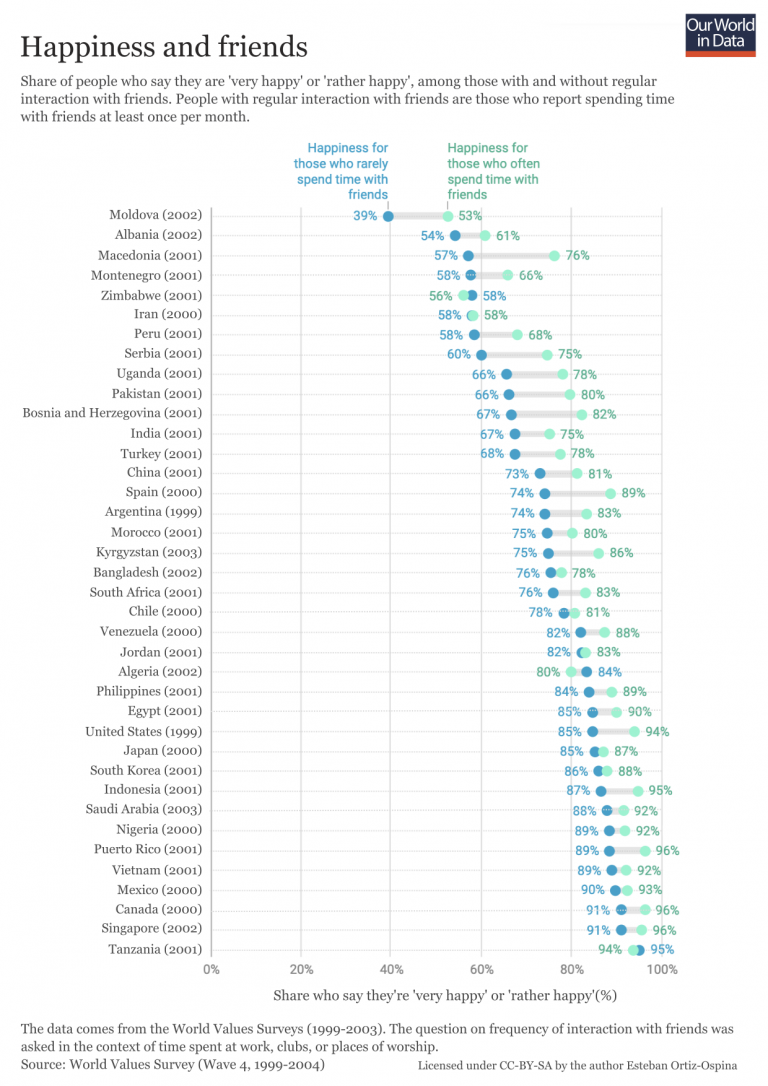 Happiness and friends
Our World
in Data
Share of people who say they are 'very happy' or 'rather happy', among those with and without regular
interaction with friends. People with regular interaction with friends are those who report spending time
with friends at least once per month.
Happiness for
those who rarely
spend time with
friends
Happiness for
those who often
spend time with
friends
Moldova (2002) 39% 53%
Albania (2002) 54% 61%
Macedonia (2001) 57% 76%
Montenegro (2001) 58% 66%
Zimbabwe (2001) 56% 58%
Iran (2000) 58% 58%
Peru (2001) 58% 68%
Serbia (2001) 60% 75%
Uganda (2001) 66% 78%
Pakistan (2001) 66% 80%
Bosnia and Herzegovina (2001) 67% 82%
India (2001) 67% 75%
Turkey (2001) 68% 78%
China (2001) 73% 81%
Spain (2000) 74% 89%
Argentina (1999) 74% 83%
Morocco (2001) 75% 80%
Kyrgyzstan (2003) 75% 86%
Bangladesh (2002) 76% 78%
South Africa (2001) 76% 83%
Chile (2000) 78% 81%
Venezuela (2000) 82% 88%
Jordan (2001) 82% 83%
Algeria (2002) 80% 84%
Philippines (2001) 84% 89%
Egypt (2001) 85% 90%
United States (1999) 85% 94%
Japan (2000) 85% 87%
South Korea (2001) 86% 88%
Indonesia (2001) 87% 95%
Saudi Arabia (2003) 88% 92%
Nigeria (2000) 89% 92%
Puerto Rico (2001) 89% 96%
Vietnam (2001) 89% 92%
Mexico (2000) 90% 93%
Canada (2000) 91% 96%
Singapore (2002) 91% 96%
Tanzania (2001) 94% 95%
0% 20% 40% 60% 80% 100%
Share who say they're 'very happy' or 'rather happy'(%)
The data comes from the World Values Surveys (1999-2003). The question on frequency of interaction with friends was
asked in the context of time spent at work, clubs, or places of worship.
Source: World Values Survey (Wave 4, 1999-2004)
Licensed under CC-BY-SA by the author Esteban Ortiz-Ospina